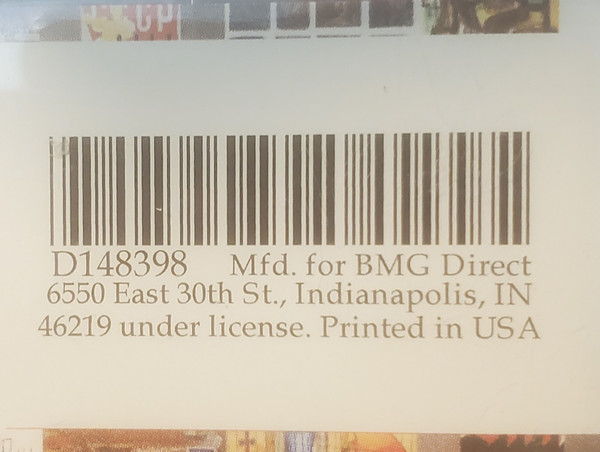 D148398 Mfd. for BMG Direct
6550 East 30th St., Indianapolis, IN
46219 under license. Printed in USA